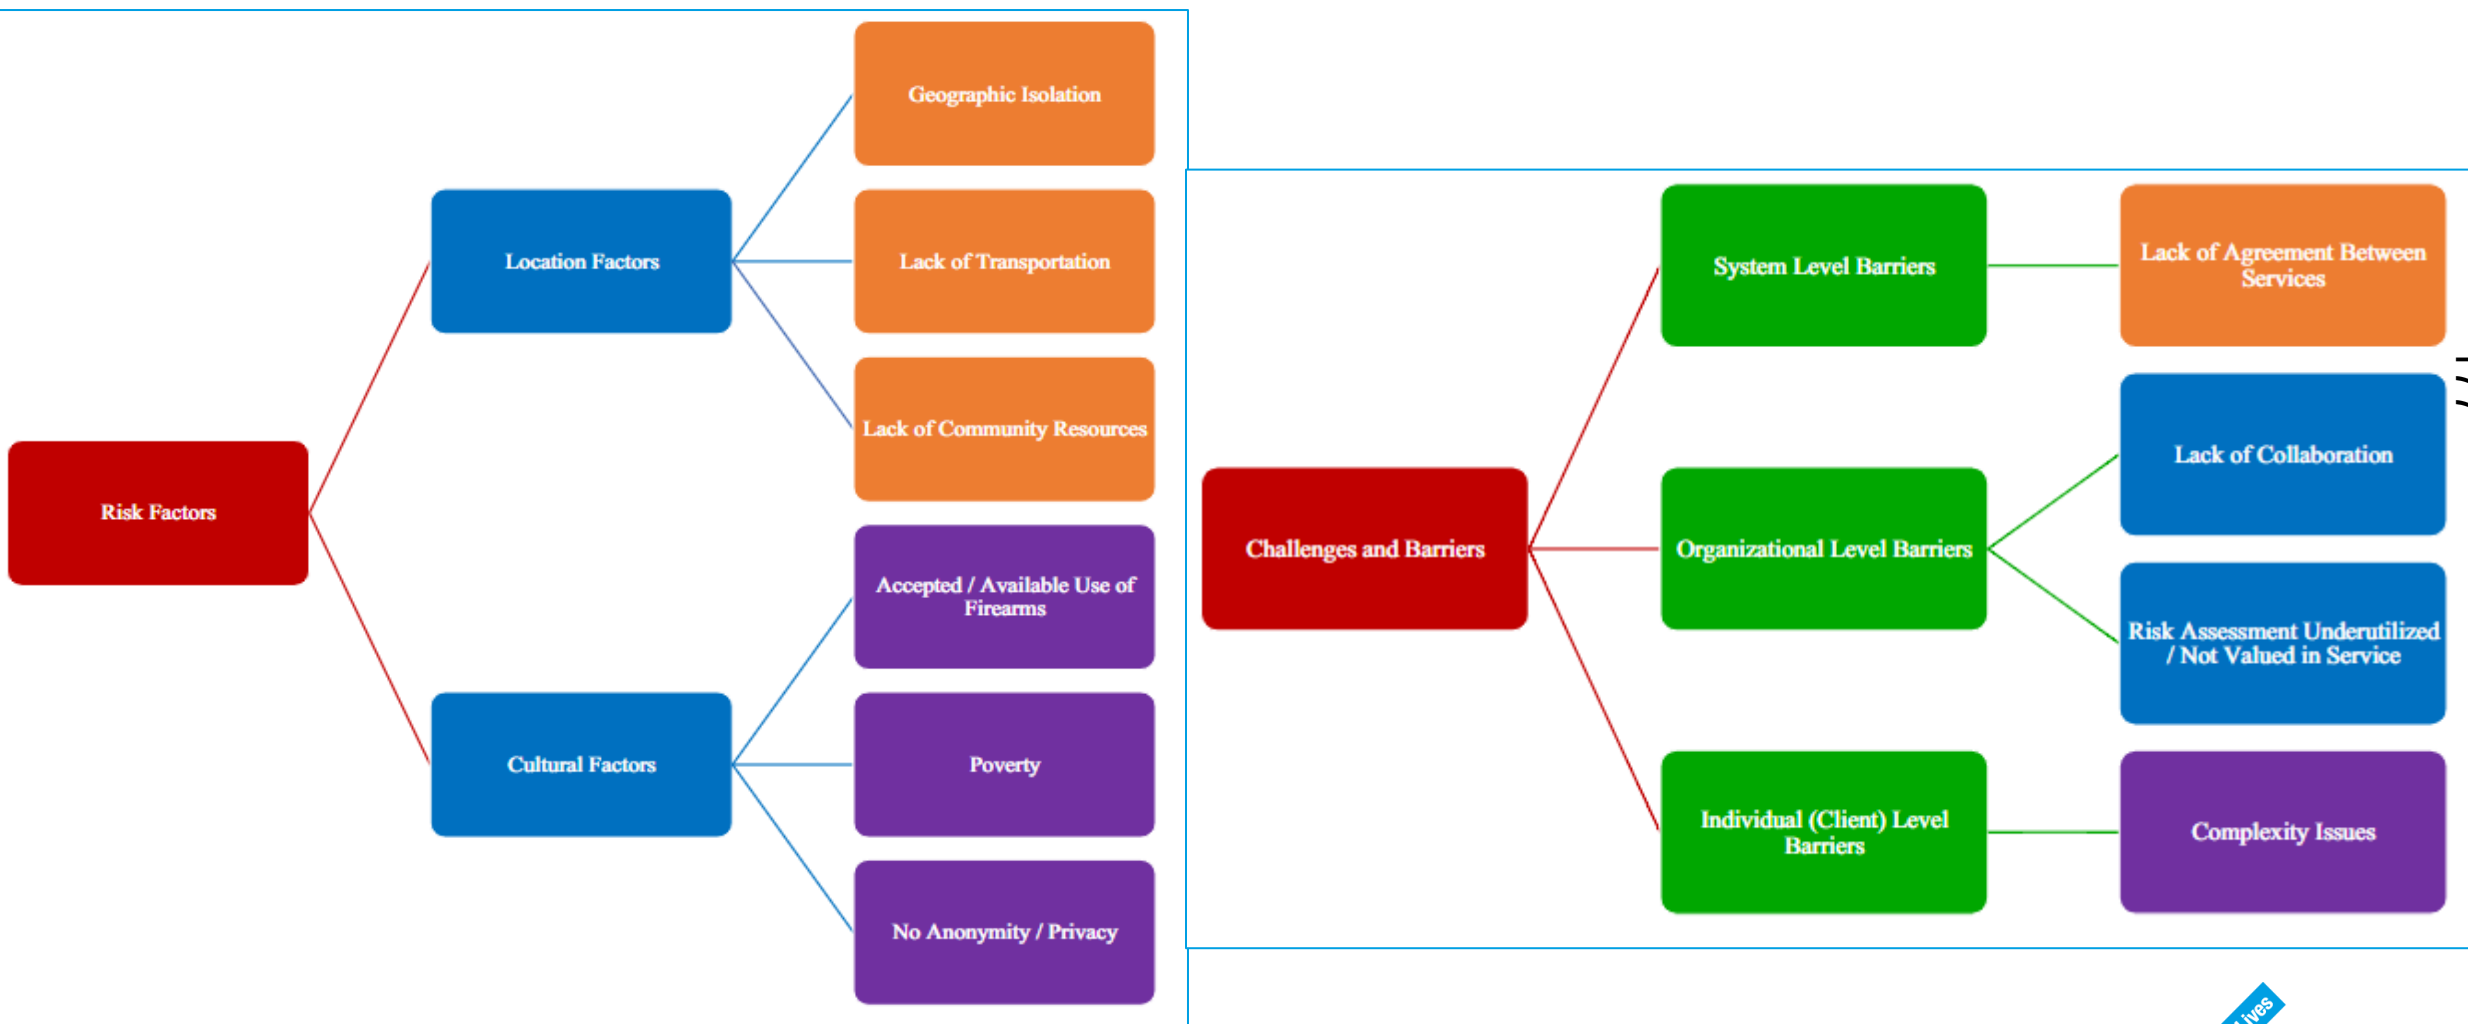 Geographic Isolation
Location Factors
Lack of Transportation
Lack of Community Resources
Risk Factors
Accepted / Available Use of
Firearms
Cultural Factors
Poverty
No Anonymity / Privacy
System Level Barriers
Lack of Agreement Between
Services
Lack of Collaboration
Challenges and Barriers
Organizational Level Barriers
Risk Assessment Underutilized
/ Not Valued in Service
Individual (Client) Level
Barriers
Complexity Issues